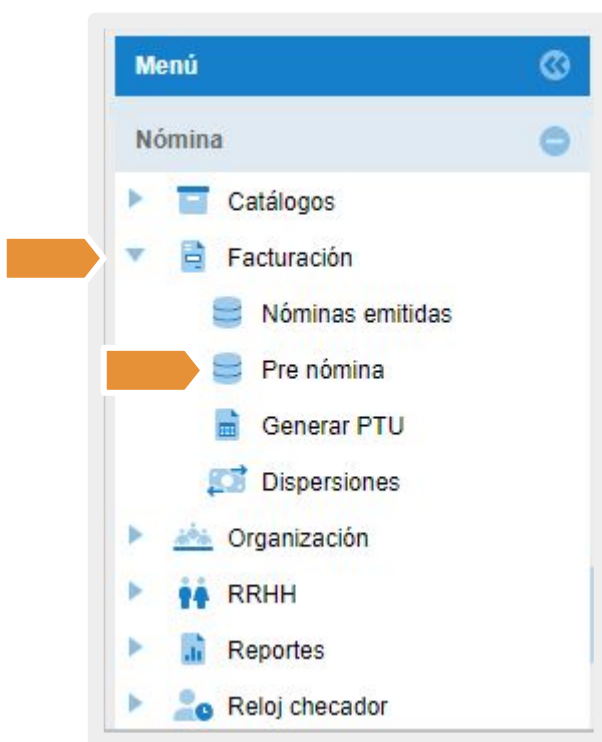 Menú
Nómina
Catálogos
Facturación
Nóminas emitidas
Pre nómina
Generar PTU
Dispersiones
Organización
RRHH
Reportes
Reloj checador